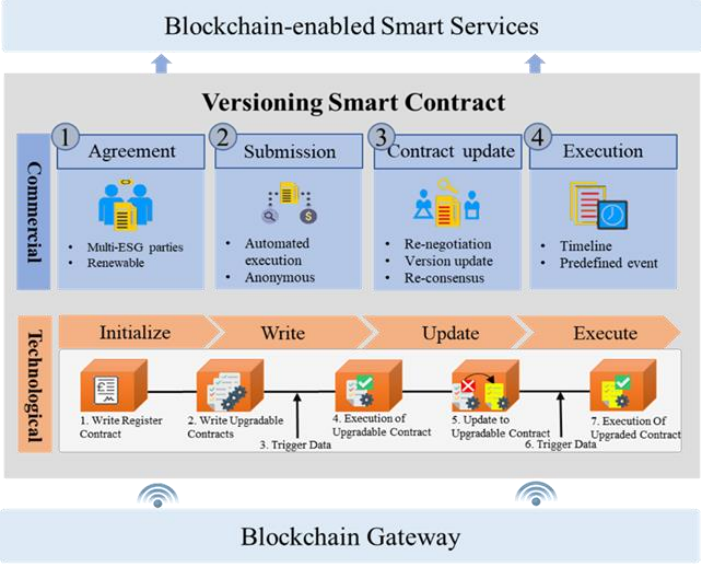 Blockchain-enabled Smart Services
Versioning Smart Contract
Commercial
1
Agreement
• Multi-ESG parties
• Renewable
2
Submission
• Automated
execution
• Anonymous
3
Contract update
• Re-negotiation
• Version update
• Re-consensus
4
Execution
• Timeline
• Predefined event
Technological
Initialize
Write
Update
Execute
1. Write Register
Contract
2. Write Upgradable
Contracts
3. Trigger Data
4. Execution of
Upgradable Contract
5. Update to
Upgradable Contract
6. Trigger Data
7. Execution Of
Upgraded Contract
Blockchain Gateway